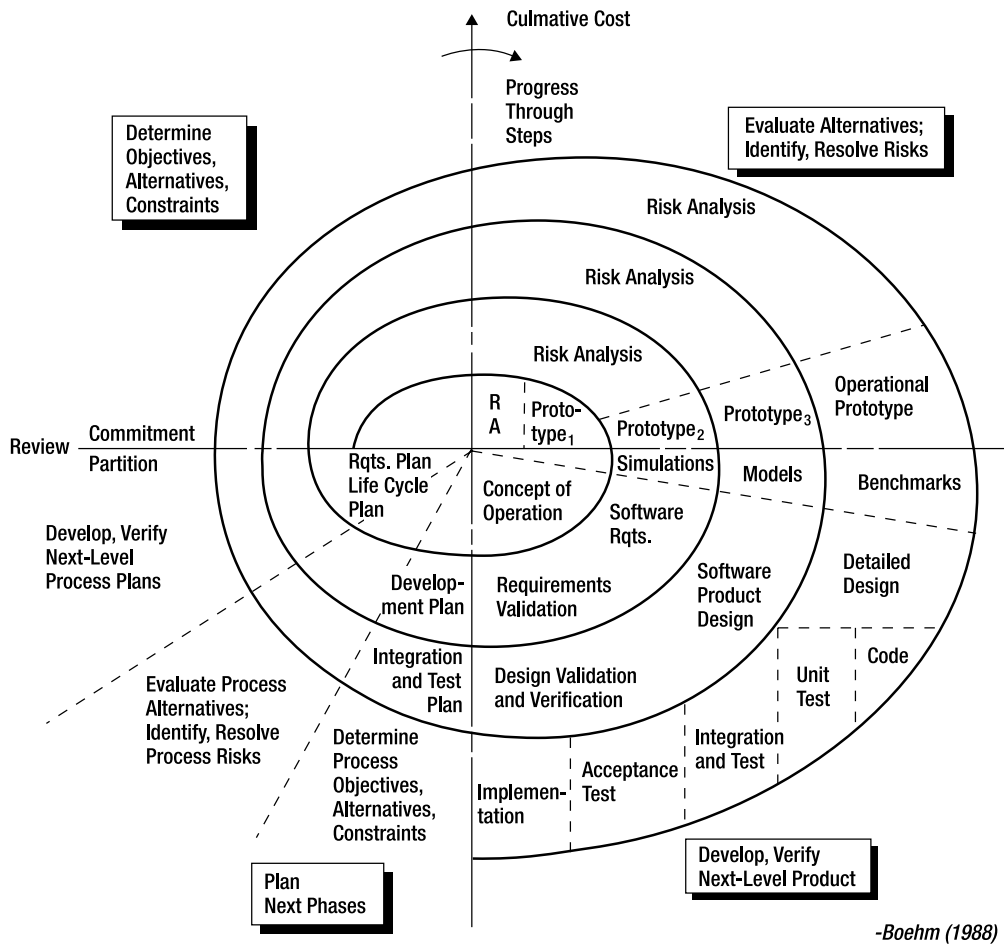 Culmative Cost
Progress
Through
Steps
Determine
Objectives,
Alternatives,
Constraints
Evaluate Alternatives;
Identify, Resolve Risks
Risk Analysis
Risk Analysis
Risk Analysis
R
A
Proto-
type1
Prototype2
Prototype3
Operational
Prototype
Review
Commitment
Partition
Rqts. Plan
Life Cycle
Plan
Concept of
Operation
Simulations
Models
Benchmarks
Software
Rqts.
Develop, Verify
Next-Level
Process Plans
Develop-
ment Plan
Requirements
Validation
Software
Product
Design
Detailed
Design
Integration
and Test
Plan
Design Validation
and Verification
Unit
Test
Code
Evaluate Process
Alternatives;
Identify, Resolve
Process Risks
Determine
Process
Objectives,
Alternatives,
Constraints
Implemen-
tation
Acceptance
Test
Integration
and Test
Plan
Next Phases
Develop, Verify
Next-Level Product
-Boehm (1988)